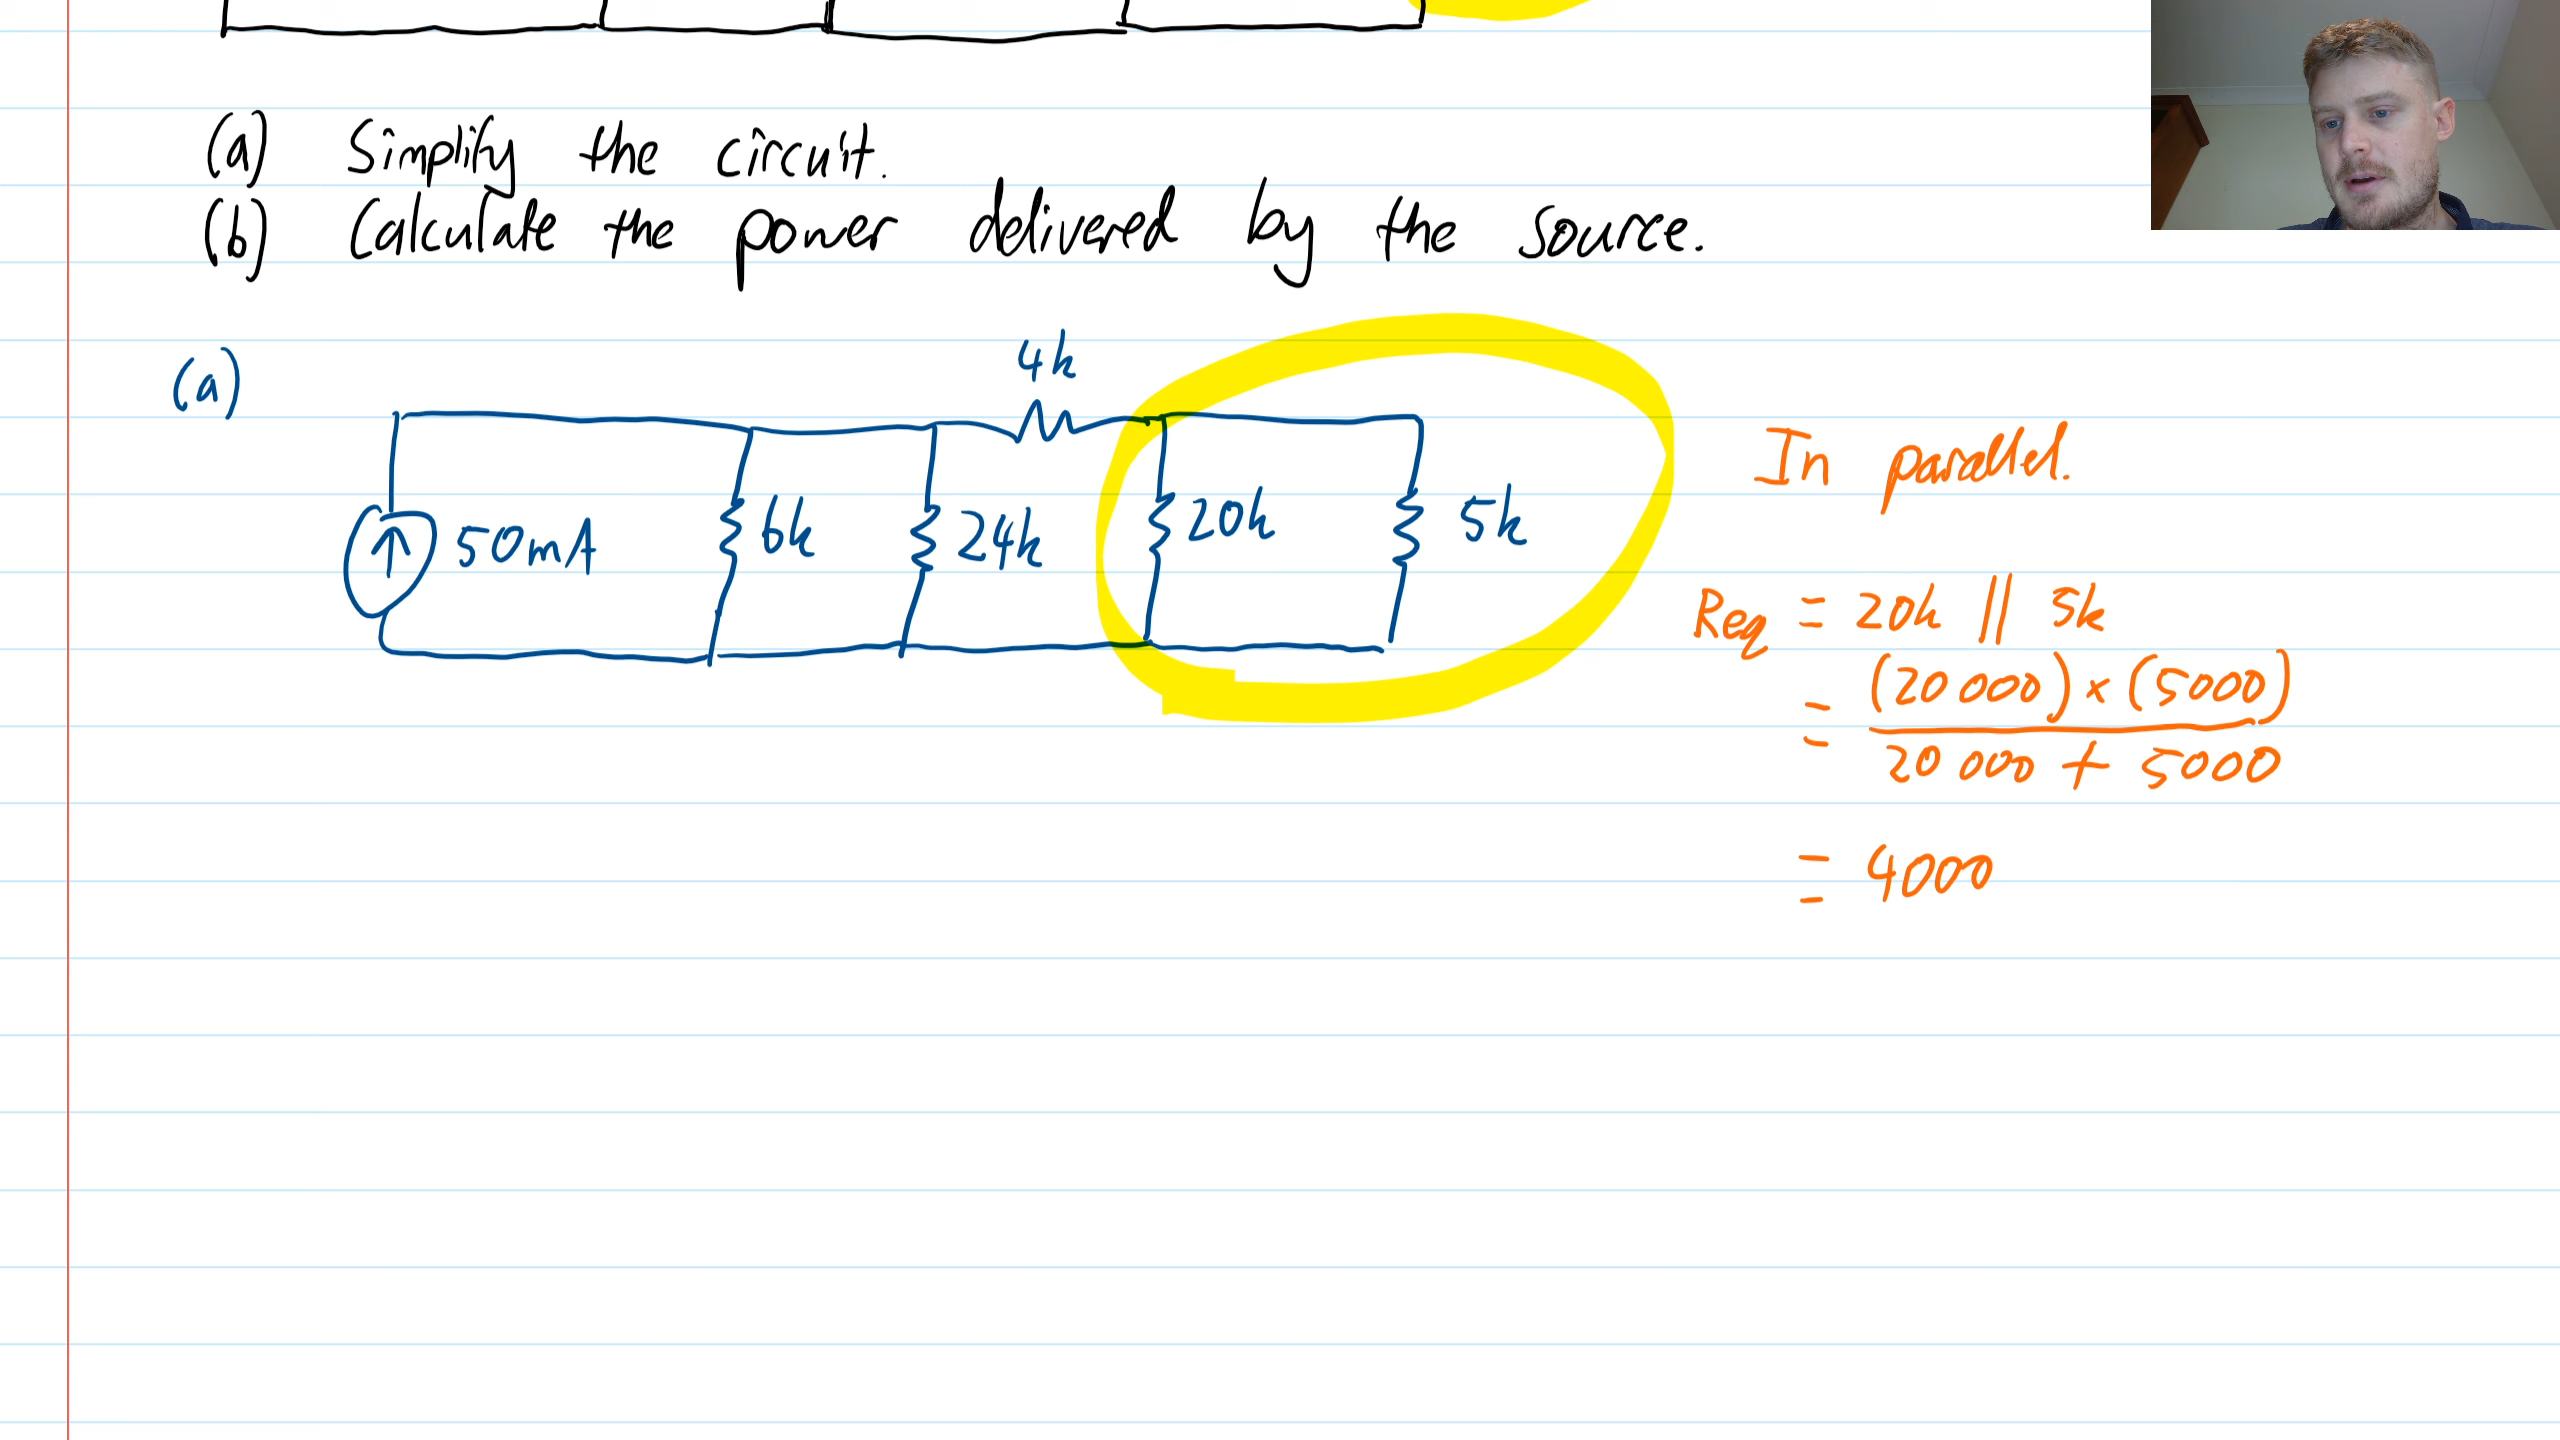 (a) Simplify the circuit.
(b) Calculate the power delivered by the source.
(a)
4k
50mA
6k
24k
20k
5k
In parallel.
Req = 20k || 5k
= (20 000) × (5000)
20 000 + 5000
= 4000